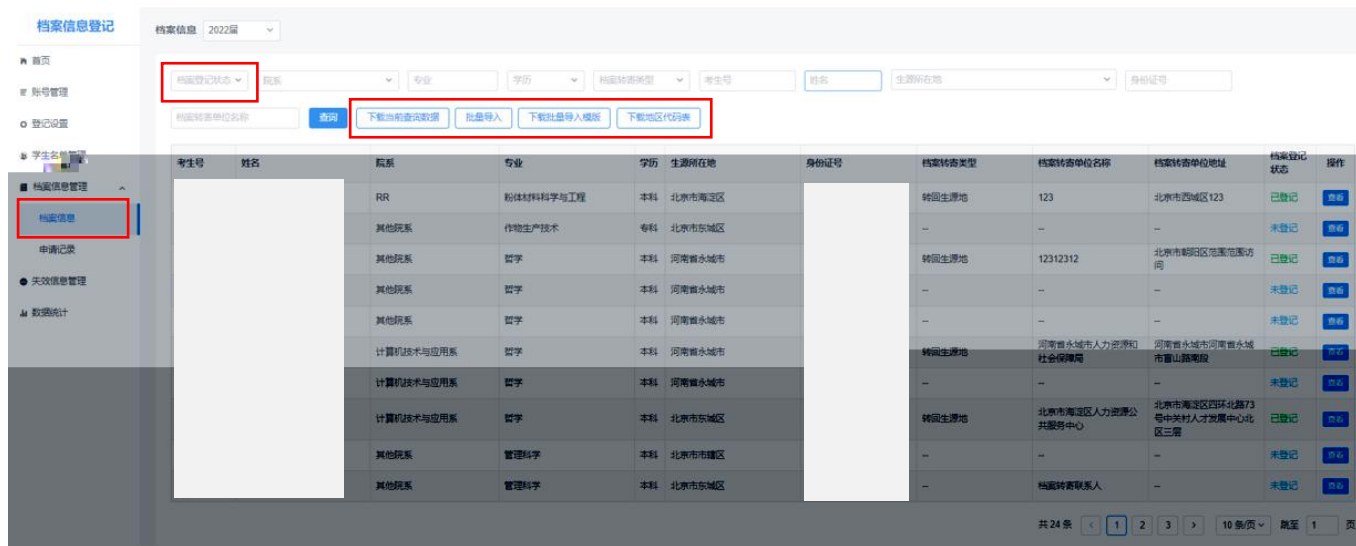 档案信息登记
档案信息 2022届
首页
账号管理
登记设置
学生名单管理
档案信息管理
档案信息
申请记录
失效信息管理
数据统计
档案登记状态 院系 专业 学历 档案转寄类型 考生号 姓名 生源所在地 身份证号
档案转寄单位名称 查询 下载当前查询数据 批量导入 下载批量导入模版 下载地区代码表
考生号 姓名 院系 专业 学历 生源所在地 身份证号 档案转寄类型 档案转寄单位名称 档案转寄单位地址 档案登记状态 操作
RR 粉体材料科学与工程 本科 北京市海淀区 转回生源地 123 北京市西城区123 已登记 查看
其他院系 作物生产技术 专科 北京市东城区 -- -- -- 未登记 查看
其他院系 哲学 本科 河南省永城市 转回生源地 12312312 北京市朝阳区范围范围访问 已登记 查看
其他院系 哲学 本科 河南省永城市 -- -- -- 未登记 查看
其他院系 哲学 本科 河南省永城市 -- -- -- 未登记 查看
计算机技术与应用系 哲学 本科 河南省永城市 转回生源地 河南省永城市人力资源和社会保障局 河南省永城市河南省永城市富山路南段 已登记 查看
计算机技术与应用系 哲学 本科 河南省永城市 -- -- -- 未登记 查看
计算机技术与应用系 哲学 本科 北京市东城区 转回生源地 北京市海淀区人力资源公共服务中心 北京市海淀区四环北路73号中关村人才发展中心北区三层 已登记 查看
其他院系 管理科学 本科 北京市市辖区 -- -- -- 未登记 查看
其他院系 管理科学 本科 北京市东城区 -- 档案转寄联系人 -- 未登记 查看
共 24 条 1 2 3 10 条/页 跳至 1 页